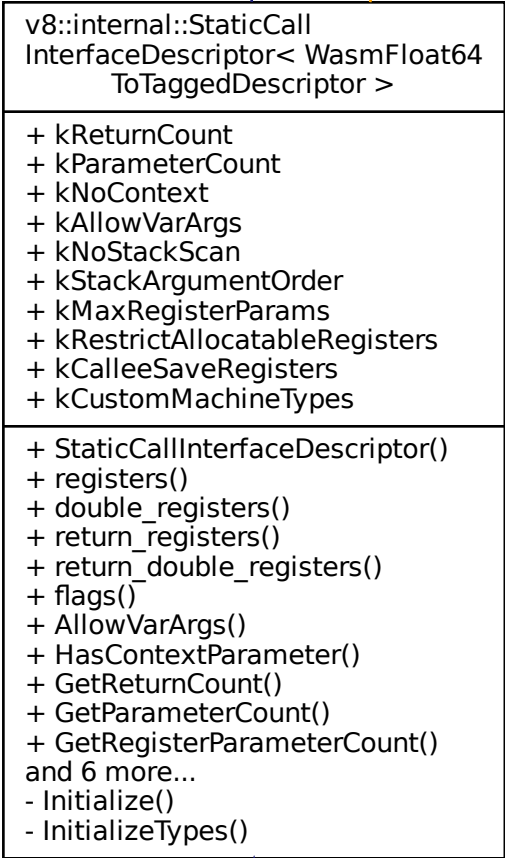 v8::internal::StaticCall
InterfaceDescriptor< WasmFloat64
ToTaggedDescriptor >
+ kReturnCount
+ kParameterCount
+ kNoContext
+ kAllowVarArgs
+ kNoStackScan
+ kStackArgumentOrder
+ kMaxRegisterParams
+ kRestrictAllocatableRegisters
+ kCalleeSaveRegisters
+ kCustomMachineTypes
+ StaticCallInterfaceDescriptor()
+ registers()
+ double_registers()
+ return_registers()
+ return_double_registers()
+ flags()
+ AllowVarArgs()
+ HasContextParameter()
+ GetReturnCount()
+ GetParameterCount()
+ GetRegisterParameterCount()
and 6 more...
- Initialize()
- InitializeTypes()